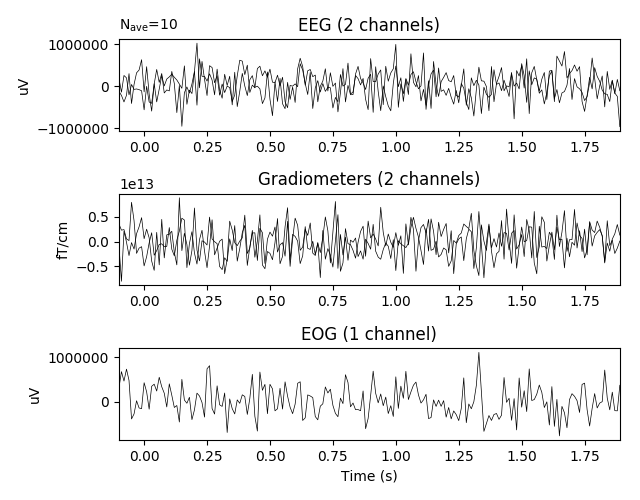 N_ave=10
EEG (2 channels)
1000000
0
−1000000
uV
0.00 0.25 0.50 0.75 1.00 1.25 1.50 1.75
1e13
Gradiometers (2 channels)
0.5
0.0
−0.5
fT/cm
0.00 0.25 0.50 0.75 1.00 1.25 1.50 1.75
EOG (1 channel)
1000000
0
uV
0.00 0.25 0.50 0.75 1.00 1.25 1.50 1.75
Time (s)